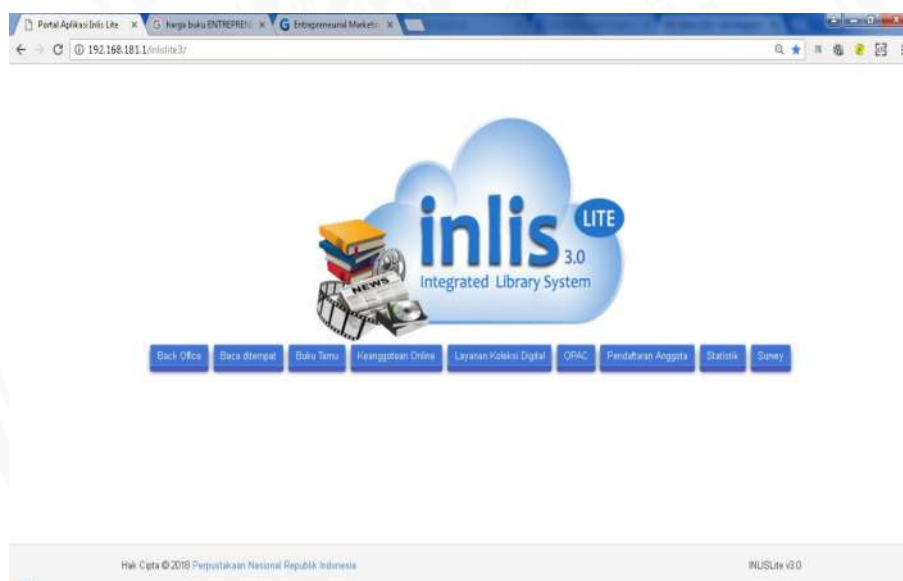 Portal Aplikasi Inlis Lite
harga buku ENTREPRENE
Entrepreneurial Marketin
192.168.181.1/inlislite3/
inlis LITE
3.0
Integrated Library System
NEWS
Back Office Baca ditempat Buku Tamu Keanggotaan Online Layanan Koleksi Digital OPAC Pendaftaran Anggota Statistik Survey
Hak Cipta © 2018 Perpustakaan Nasional Republik Indonesia
INLISLite v3.0